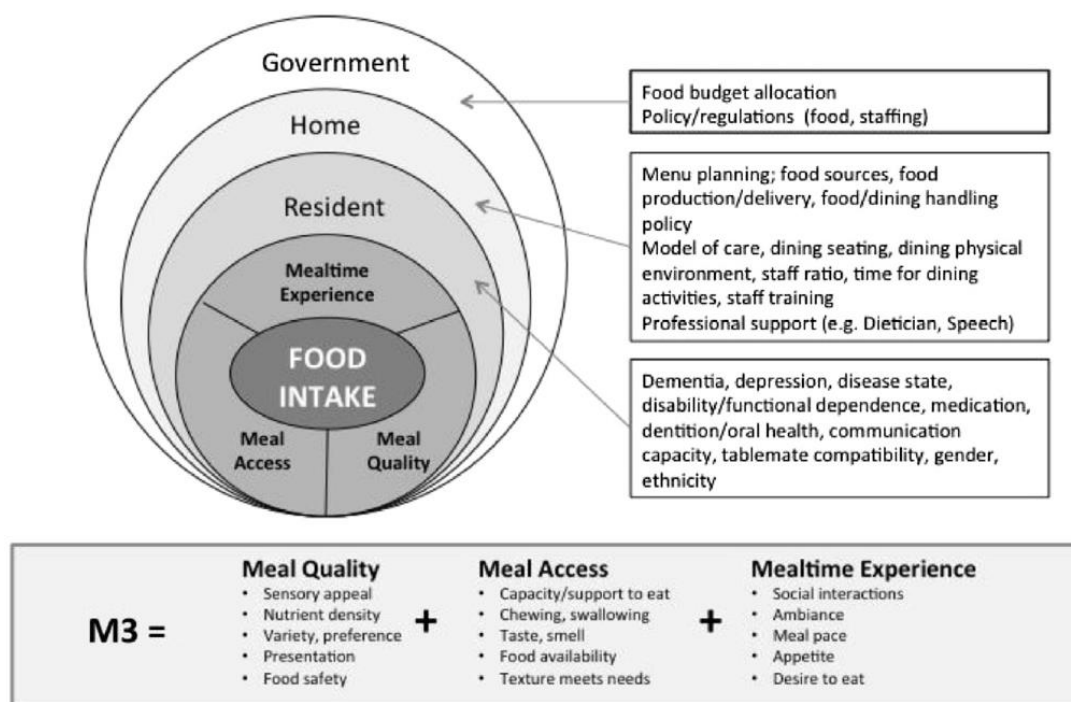 Government
Home
Resident
Mealtime
Experience
FOOD
INTAKE
Meal
Access
Meal
Quality
Food budget allocation
Policy/regulations (food, staffing)
Menu planning; food sources, food
production/delivery, food/dining handling
policy
Model of care, dining seating, dining physical
environment, staff ratio, time for dining
activities, staff training
Professional support (e.g. Dietician, Speech)
Dementia, depression, disease state,
disability/functional dependence, medication,
dentition/oral health, communication
capacity, tablemate compatibility, gender,
ethnicity
M3 =
Meal Quality
• Sensory appeal
• Nutrient density
• Variety, preference
• Presentation
• Food safety
+
Meal Access
• Capacity/support to eat
• Chewing, swallowing
• Taste, smell
• Food availability
• Texture meets needs
+
Mealtime Experience
• Social interactions
• Ambiance
• Meal pace
• Appetite
• Desire to eat